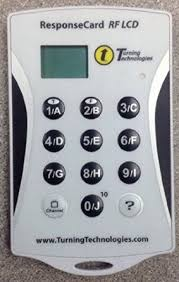 ResponseCard RF LCD
Turning
Technologies
T F
1/A 2/B 3/C
4/D 5/E 6/F
7/G 8/H 9/I
10
Channel 0/J ?
www.TurningTechnologies.com